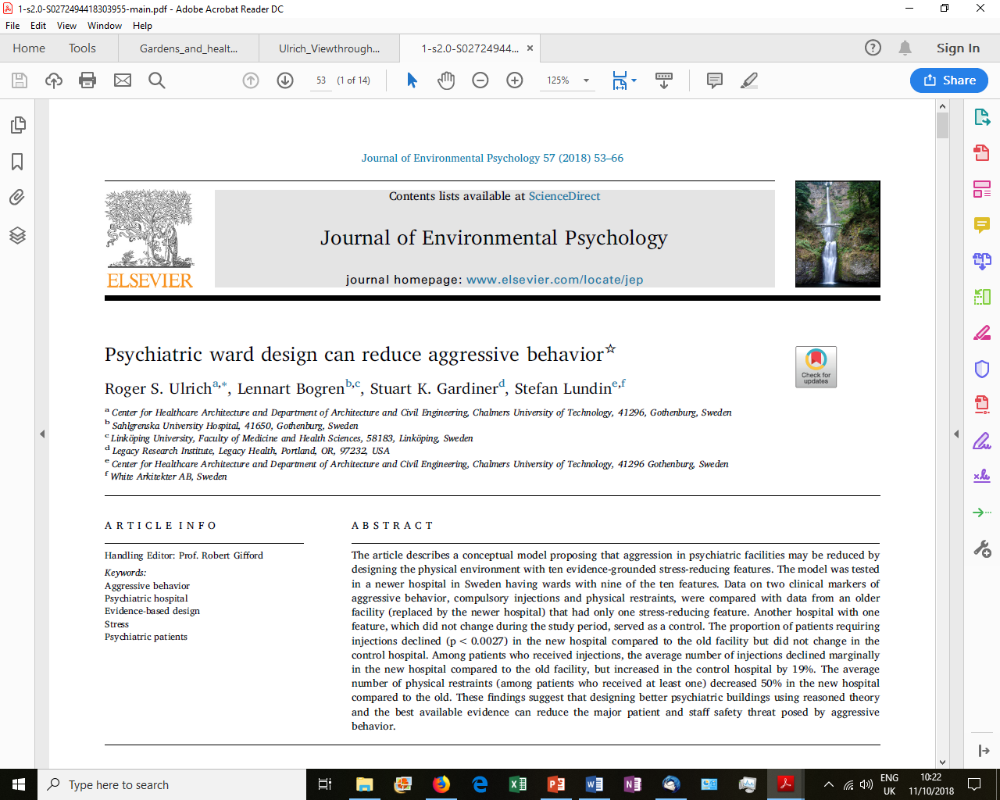 1-s2.0-S0272494418303955-main.pdf - Adobe Acrobat Reader DC
File Edit View Window Help
Home Tools Gardens_and_healt... Ulrich_Viewthrough... 1-s2.0-S02724944... × Sign In
53 (1 of 14) 125% Share
Journal of Environmental Psychology 57 (2018) 53–66
Contents lists available at ScienceDirect
Journal of Environmental Psychology
journal homepage: www.elsevier.com/locate/jep
ELSEVIER
Psychiatric ward design can reduce aggressive behavior☆
Check for
updates
Roger S. Ulrich a,*, Lennart Bogren b,c, Stuart K. Gardiner d, Stefan Lundin e,f
a Center for Healthcare Architecture and Department of Architecture and Civil Engineering, Chalmers University of Technology, 41296, Gothenburg, Sweden
b Sahlgrenska University Hospital, 41650, Gothenburg, Sweden
c Linköping University, Faculty of Medicine and Health Sciences, 58183, Linköping, Sweden
d Legacy Research Institute, Legacy Health, Portland, OR, 97232, USA
e Center for Healthcare Architecture and Department of Architecture and Civil Engineering, Chalmers University of Technology, 41296 Gothenburg, Sweden
f White Arkitekter AB, Sweden
ARTICLE INFO
Handling Editor: Prof. Robert Gifford
Keywords:
Aggressive behavior
Psychiatric hospital
Evidence-based design
Stress
Psychiatric patients
ABSTRACT
The article describes a conceptual model proposing that aggression in psychiatric facilities may be reduced by
designing the physical environment with ten evidence-grounded stress-reducing features. The model was tested
in a newer hospital in Sweden having wards with nine of the ten features. Data on two clinical markers of
aggressive behavior, compulsory injections and physical restraints, were compared with data from an older
facility (replaced by the newer hospital) that had only one stress-reducing feature. Another hospital with one
feature, which did not change during the study period, served as a control. The proportion of patients requiring
injections declined (p < 0.0027) in the new hospital compared to the old facility but did not change in the
control hospital. Among patients who received injections, the average number of injections declined marginally
in the new hospital compared to the old facility, but increased in the control hospital by 19%. The average
number of physical restraints (among patients who received at least one) decreased 50% in the new hospital
compared to the old. These findings suggest that designing better psychiatric buildings using reasoned theory
and the best available evidence can reduce the major patient and staff safety threat posed by aggressive
behavior.
Type here to search
ENG
UK
10:22
11/10/2018